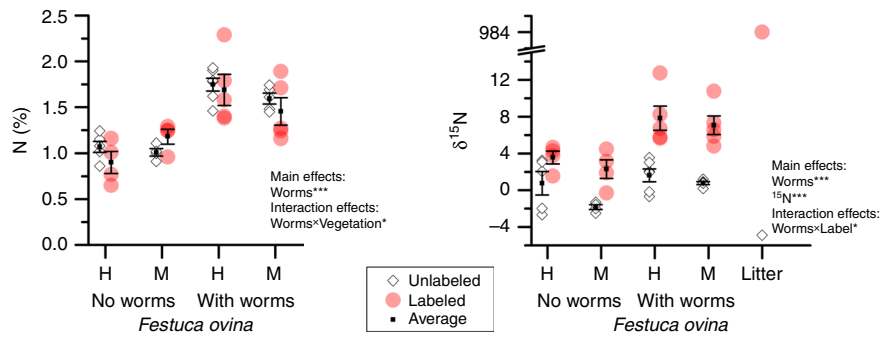 2.5
2.0
1.5
1.0
0.5
0.0
N (%)
Main effects:
Worms***
Interaction effects:
Worms×Vegetation*
H M H M
No worms With worms
Festuca ovina
984
12
8
4
0
−4
δ15N
Main effects:
Worms***
15N***
Interaction effects:
Worms×Label*
H M H M Litter
No worms With worms
Festuca ovina
Unlabeled
Labeled
Average